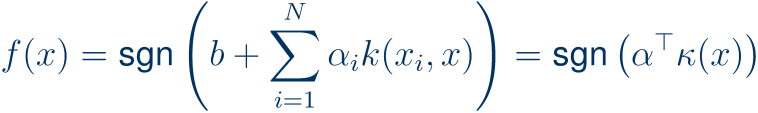 f(x) = sgn ( b + ∑_{i=1}^{N} α_i k(x_i, x) ) = sgn (α^⊤ κ(x))